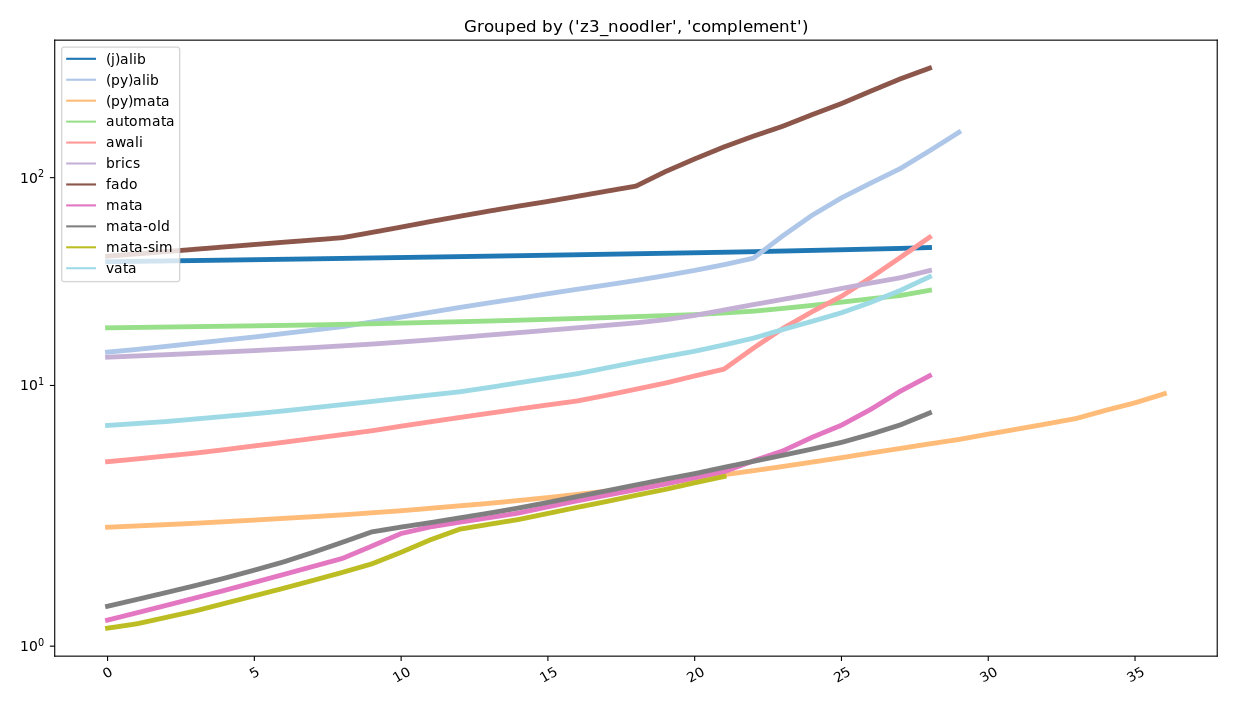 Grouped by ('z3_noodler', 'complement')
(j)alib
(py)alib
(py)mata
automata
awali
brics
fado
mata
mata-old
mata-sim
vata
10²
10¹
10⁰
0 5 10 15 20 25 30 35